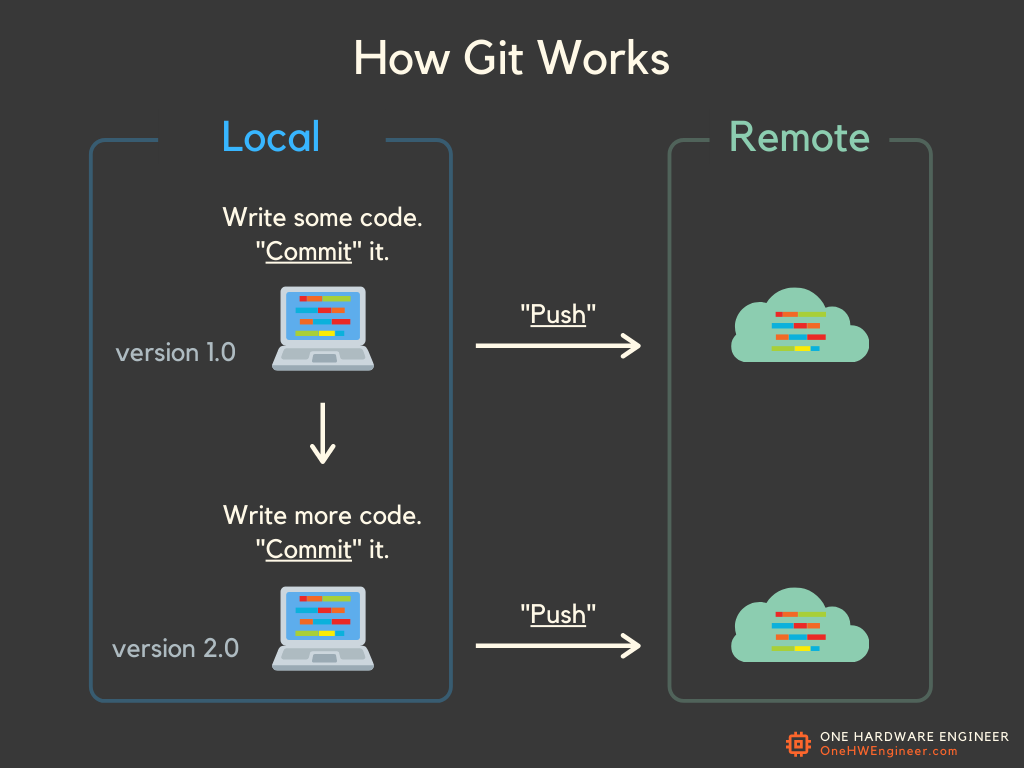 How Git Works
Local
Remote
Write some code.
"Commit" it.
version 1.0
"Push"
Write more code.
"Commit" it.
version 2.0
"Push"
ONE HARDWARE ENGINEER
OneHWEngineer.com